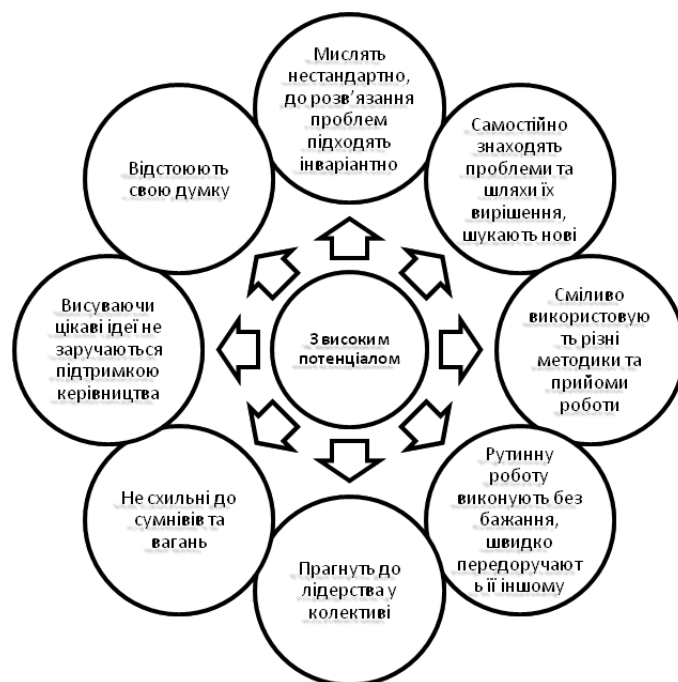 Мислять
нестандартно,
до розв’язання
проблем
підходять
інваріантно
Самостійно
знаходять
проблеми та
шляхи їх
вирішення,
шукають нові
Сміливо
використовую
ть різні
методики та
прийоми
роботи
Рутинну
роботу
виконують без
бажання,
швидко
передоручают
ь її іншому
Прагнуть до
лідерства у
колективі
Не схильні до
сумнівів та
вагань
Висуваючи
цікаві ідеї не
заручаються
підтримкою
керівництва
Відстоюють
свою думку
З високим
потенціалом